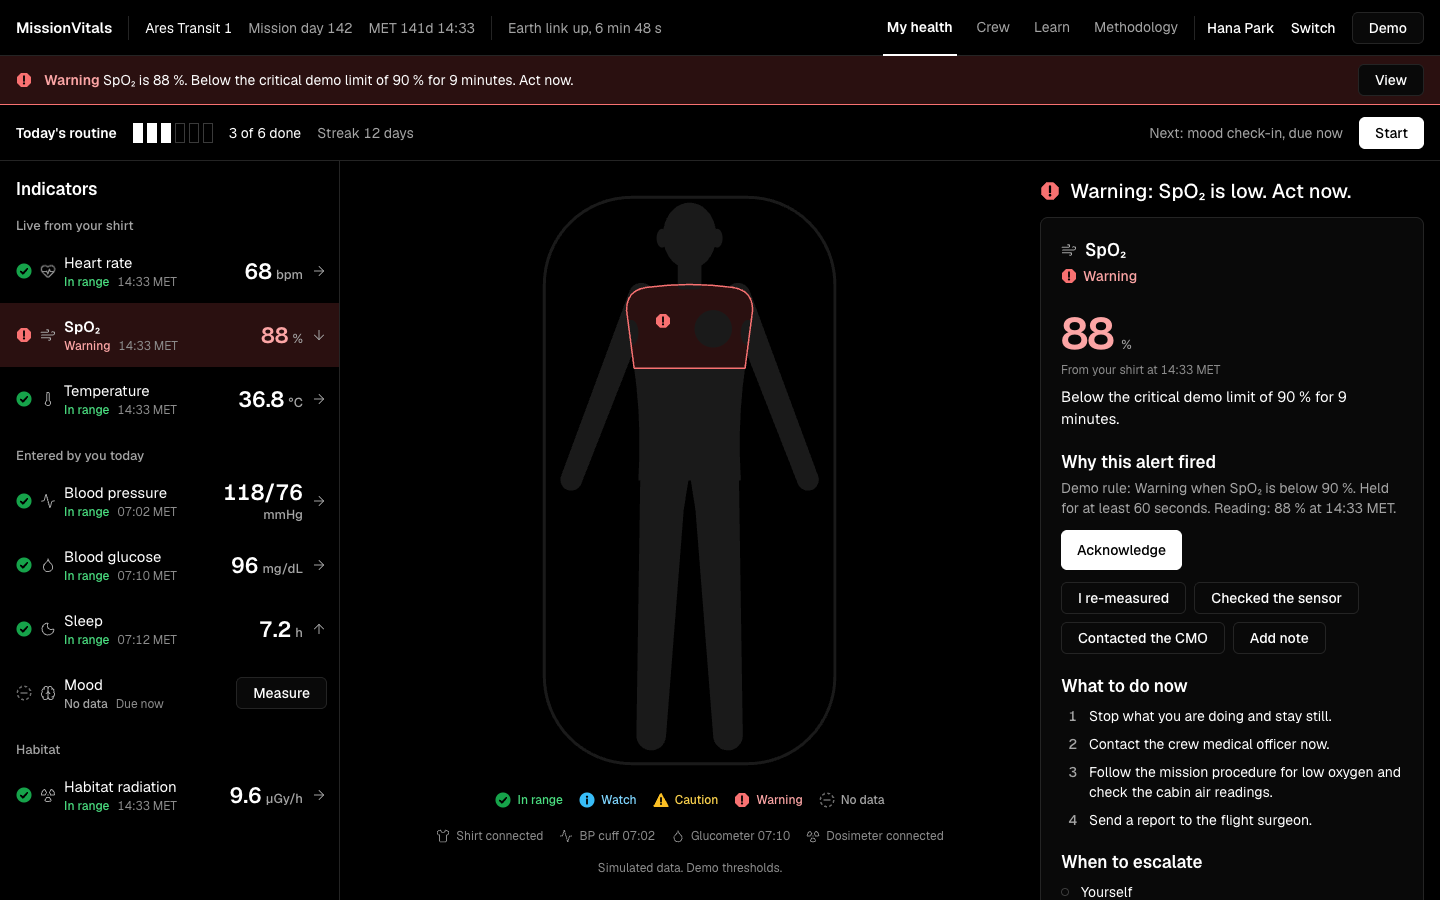 MissionVitals
Ares Transit 1 Mission day 142 MET 141d 14:33 Earth link up, 6 min 48 s
My health Crew Learn Methodology Hana Park Switch Demo
Warning SpO₂ is 88 %. Below the critical demo limit of 90 % for 9 minutes. Act now.
View
Today's routine 3 of 6 done Streak 12 days
Next: mood check-in, due now Start
Indicators
Live from your shirt
Heart rate
In range 14:33 MET
68 bpm
SpO₂
Warning 14:33 MET
88 %
Temperature
In range 14:33 MET
36.8 °C
Entered by you today
Blood pressure
In range 07:02 MET
118/76
mmHg
Blood glucose
In range 07:10 MET
96 mg/dL
Sleep
In range 07:12 MET
7.2 h
Mood
No data Due now
Measure
Habitat
Habitat radiation
In range 14:33 MET
9.6 µGy/h
In range Watch Caution Warning No data
Shirt connected BP cuff 07:02 Glucometer 07:10 Dosimeter connected
Simulated data. Demo thresholds.
Warning: SpO₂ is low. Act now.
SpO₂
Warning
88 %
From your shirt at 14:33 MET
Below the critical demo limit of 90 % for 9
minutes.
Why this alert fired
Demo rule: Warning when SpO₂ is below 90 %. Held
for at least 60 seconds. Reading: 88 % at 14:33 MET.
Acknowledge
I re-measured Checked the sensor
Contacted the CMO Add note
What to do now
1 Stop what you are doing and stay still.
2 Contact the crew medical officer now.
3 Follow the mission procedure for low oxygen and
check the cabin air readings.
4 Send a report to the flight surgeon.
When to escalate
Yourself